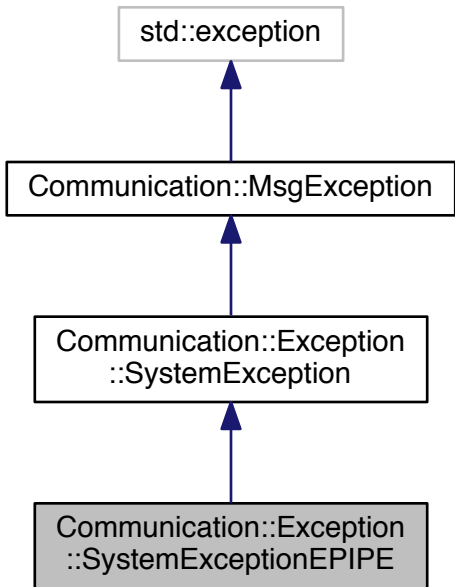 std::exception
Communication::MsgException
Communication::Exception
::SystemException
Communication::Exception
::SystemExceptionEPIPE